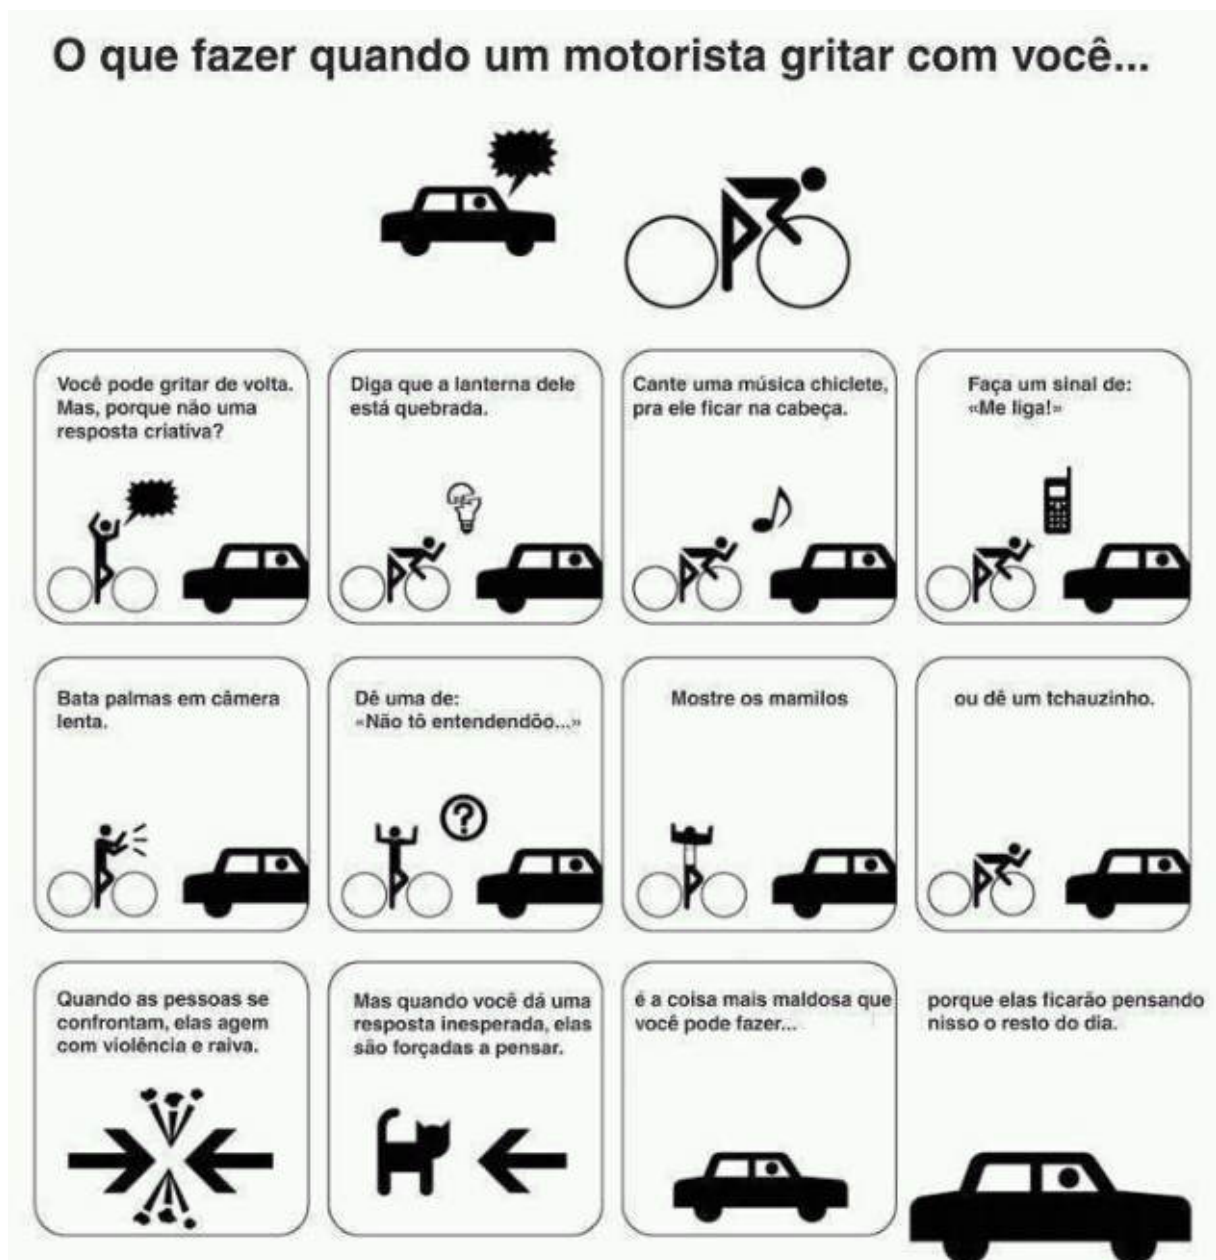 O que fazer quando um motorista gritar com você...
Você pode gritar de volta.
Mas, porque não uma
resposta criativa?
Diga que a lanterna dele
está quebrada.
Cante uma música chiclete,
pra ele ficar na cabeça.
Faça um sinal de:
«Me liga!»
Bata palmas em câmera
lenta.
Dê uma de:
«Não tô entendendôo...»
Mostre os mamilos
ou dê um tchauzinho.
Quando as pessoas se
confrontam, elas agem
com violência e raiva.
Mas quando você dá uma
resposta inesperada, elas
são forçadas a pensar.
é a coisa mais maldosa que
você pode fazer...
porque elas ficarão pensando
nisso o resto do dia.
?